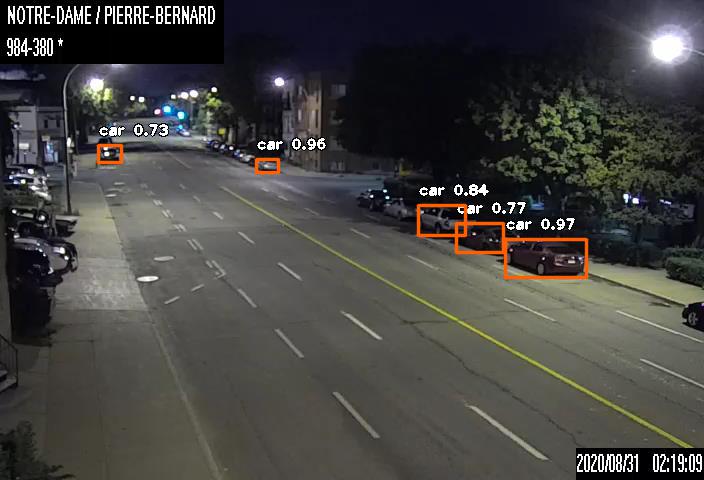 NOTRE-DAME / PIERRE-BERNARD
984-380 *
car 0.73
car 0.96
car 0.84
car 0.77
car 0.97
2020/08/31 02:19:09